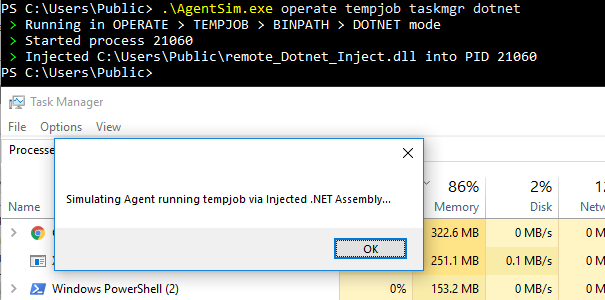 PS C:\Users\Public> .\AgentSim.exe operate tempjob taskmgr dotnet
> Running in OPERATE > TEMPJOB > BINPATH > DOTNET mode
> Started process 21060
> Injected C:\Users\Public\remote_Dotnet_Inject.dll into PID 21060
PS C:\Users\Public>
Task Manager
File Options View
Processe
Simulating Agent running tempjob via Injected .NET Assembly...
OK
86% 2%
Name Memory Disk Netw
322.6 MB 0 MB/s
251.1 MB 0.1 MB/s
Windows PowerShell (2) 0% 153.2 MB 0 MB/s